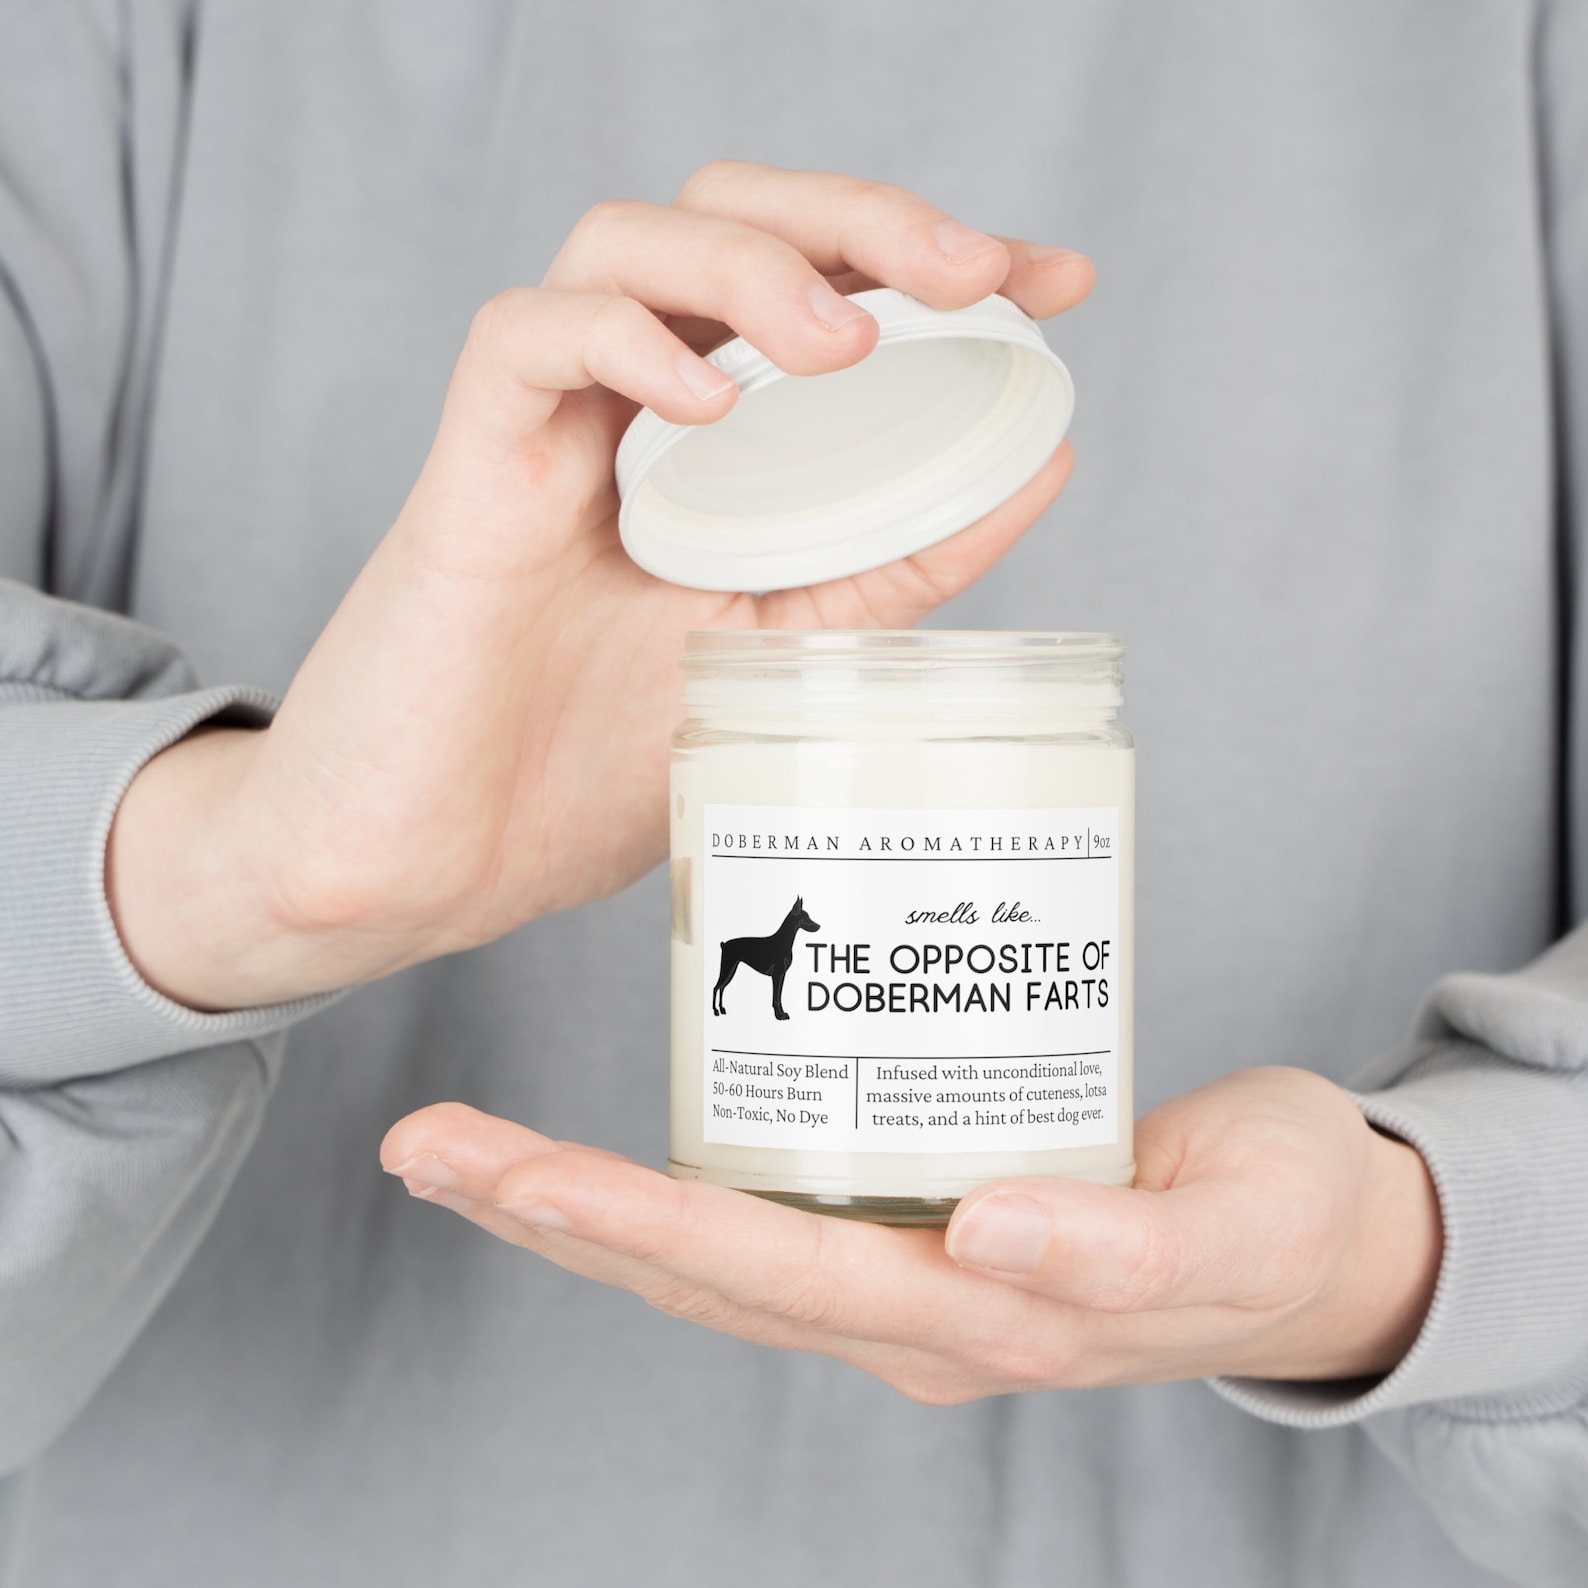 DOBERMAN AROMATHERAPY 9oz
smells like...
THE OPPOSITE OF
DOBERMAN FARTS
All-Natural Soy Blend
50-60 Hours Burn
Non-Toxic, No Dye
Infused with unconditional love,
massive amounts of cuteness, lotsa
treats, and a hint of best dog ever.